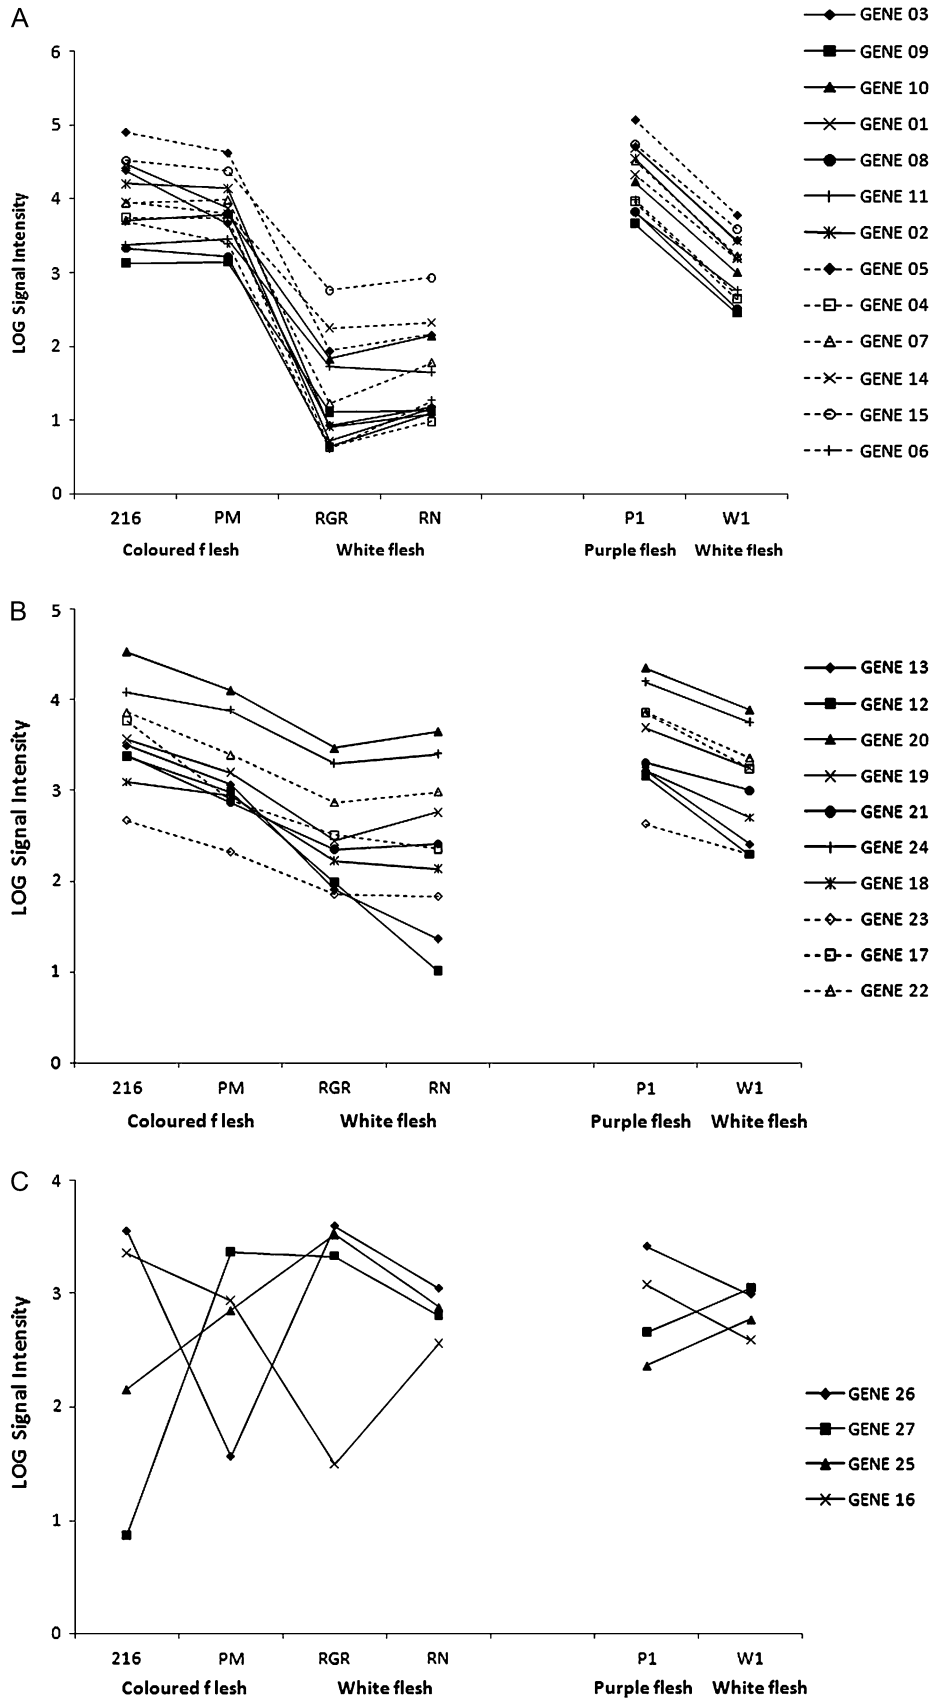 A
GENE 03
GENE 09
GENE 10
GENE 01
GENE 08
GENE 11
GENE 02
GENE 05
GENE 04
GENE 07
GENE 14
GENE 15
GENE 06
LOG Signal Intensity
6
5
4
3
2
1
0
216 PM RGR RN P1 W1
Coloured flesh White flesh Purple flesh White flesh
B
GENE 13
GENE 12
GENE 20
GENE 19
GENE 21
GENE 24
GENE 18
GENE 23
GENE 17
GENE 22
LOG Signal Intensity
5
4
3
2
1
0
216 PM RGR RN P1 W1
Coloured flesh White flesh Purple flesh White flesh
C
GENE 26
GENE 27
GENE 25
GENE 16
LOG Signal Intensity
4
3
2
1
0
216 PM RGR RN P1 W1
Coloured flesh White flesh Purple flesh White flesh